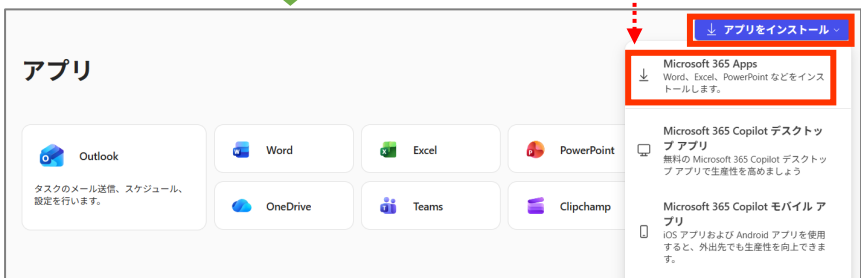 アプリをインストール
アプリ
Microsoft 365 Apps
Word、Excel、PowerPoint などをインス
トールします。
Outlook
タスクのメール送信、スケジュール、
設定を行います。
Word
Excel
PowerPoint
OneDrive
Teams
Clipchamp
Microsoft 365 Copilot デスクトッ
プ アプリ
無料の Microsoft 365 Copilot デスクトッ
プ アプリで生産性を高めましょう
Microsoft 365 Copilot モバイル ア
プリ
iOS アプリおよび Android アプリを使用
すると、外出先でも生産性を向上できま
す。